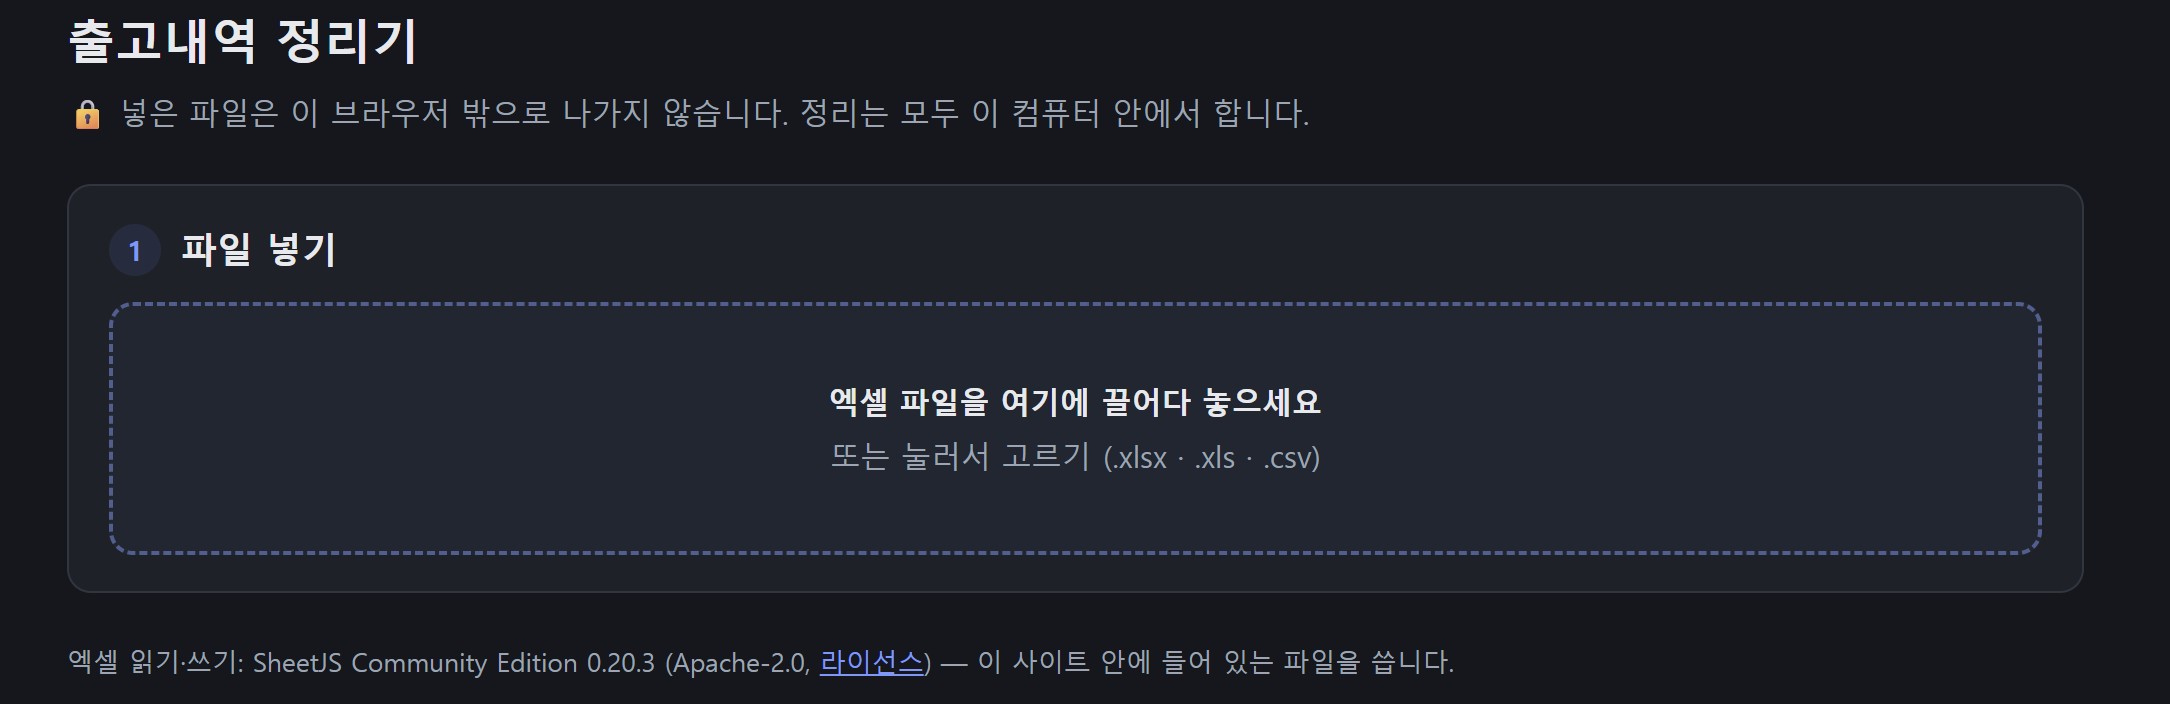 출고내역 정리기
🔒 넣은 파일은 이 브라우저 밖으로 나가지 않습니다. 정리는 모두 이 컴퓨터 안에서 합니다.
1 파일 넣기
엑셀 파일을 여기에 끌어다 놓으세요
또는 눌러서 고르기 (.xlsx · .xls · .csv)
엑셀 읽기·쓰기: SheetJS Community Edition 0.20.3 (Apache-2.0, 라이선스) — 이 사이트 안에 들어 있는 파일을 씁니다.